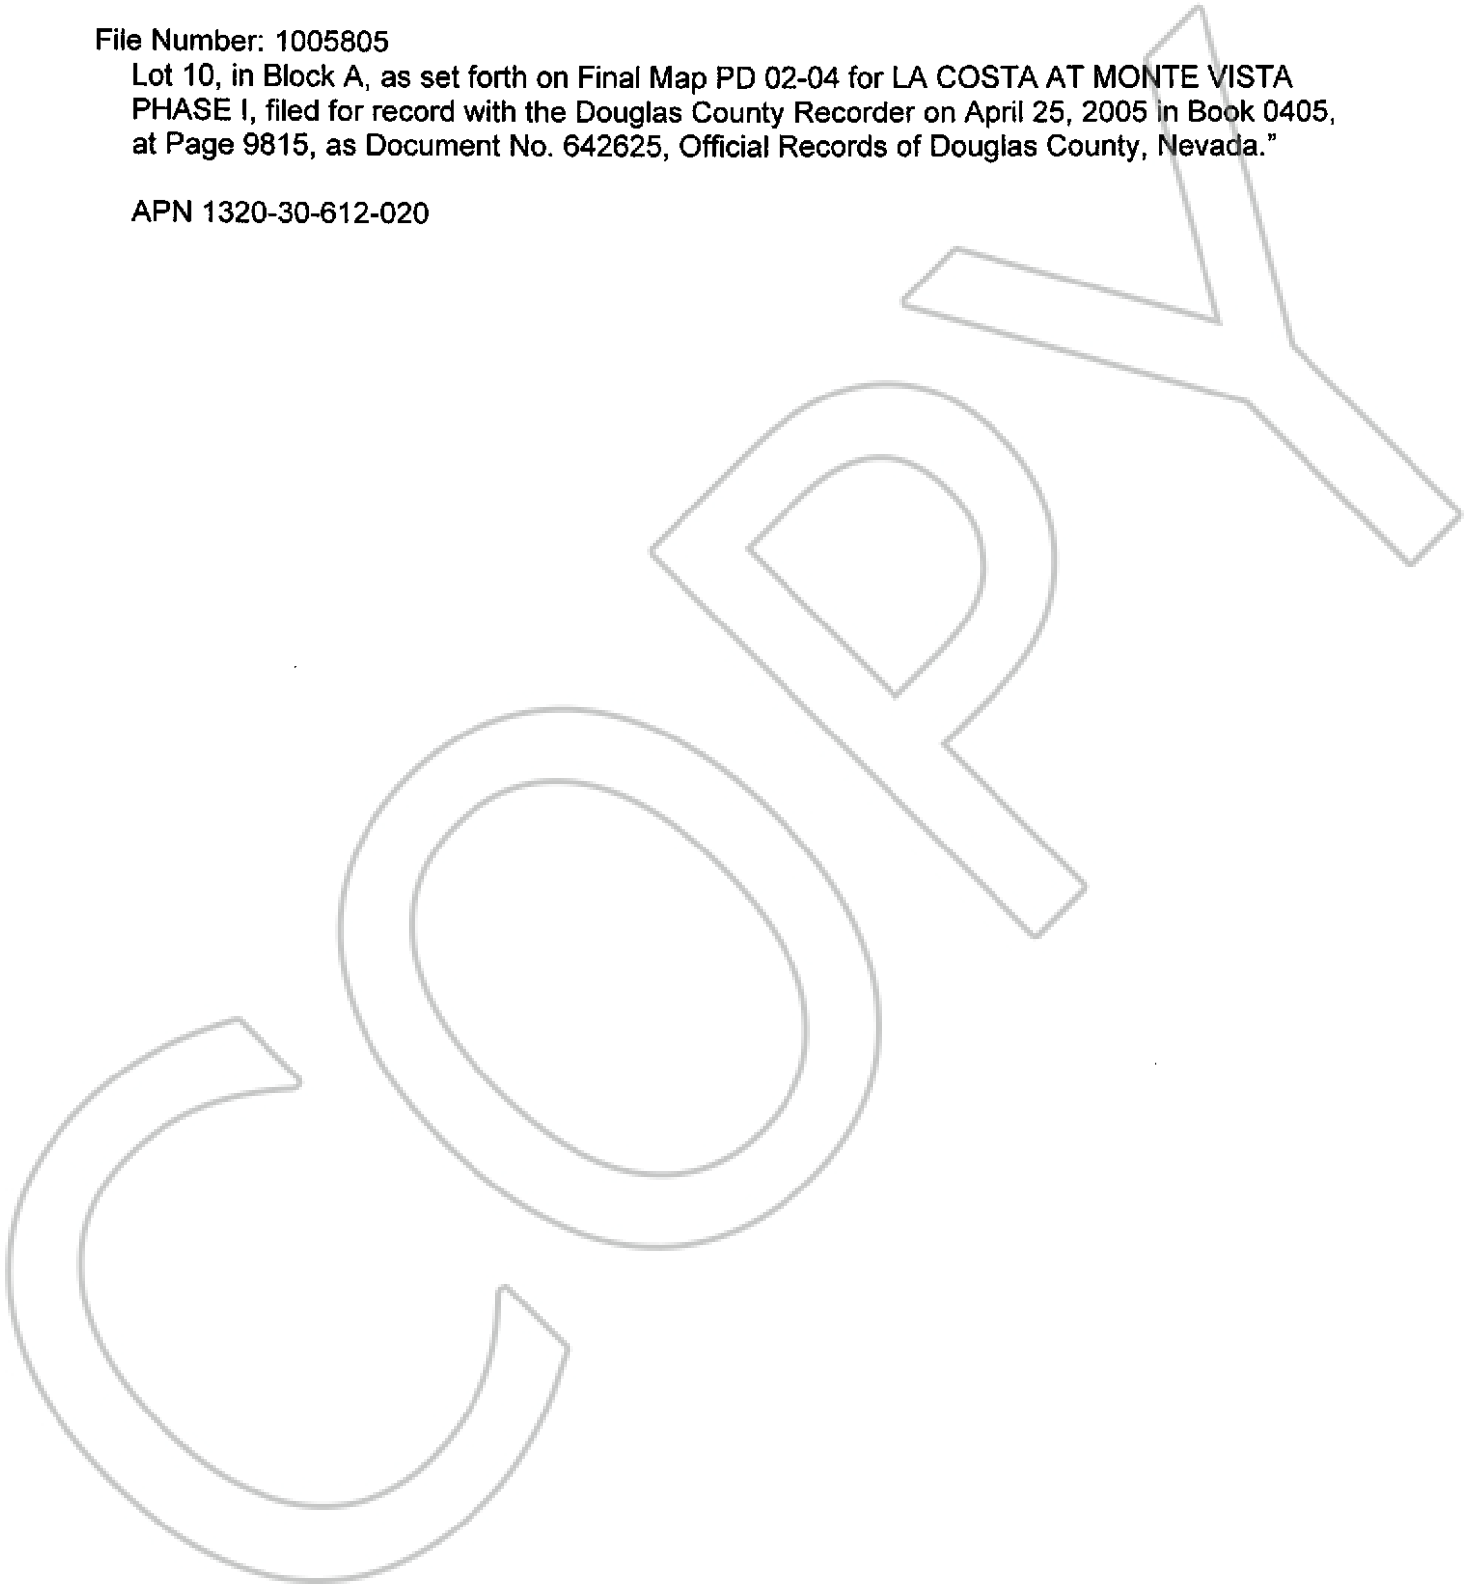 File Number: 1005805
Lot 10, in Block A, as set forth on Final Map PD 02-04 for LA COSTA AT MONTE VISTA
PHASE I, filed for record with the Douglas County Recorder on April 25, 2005 in Book 0405,
at Page 9815, as Document No. 642625, Official Records of Douglas County, Nevada.”
APN 1320-30-612-020
COPY